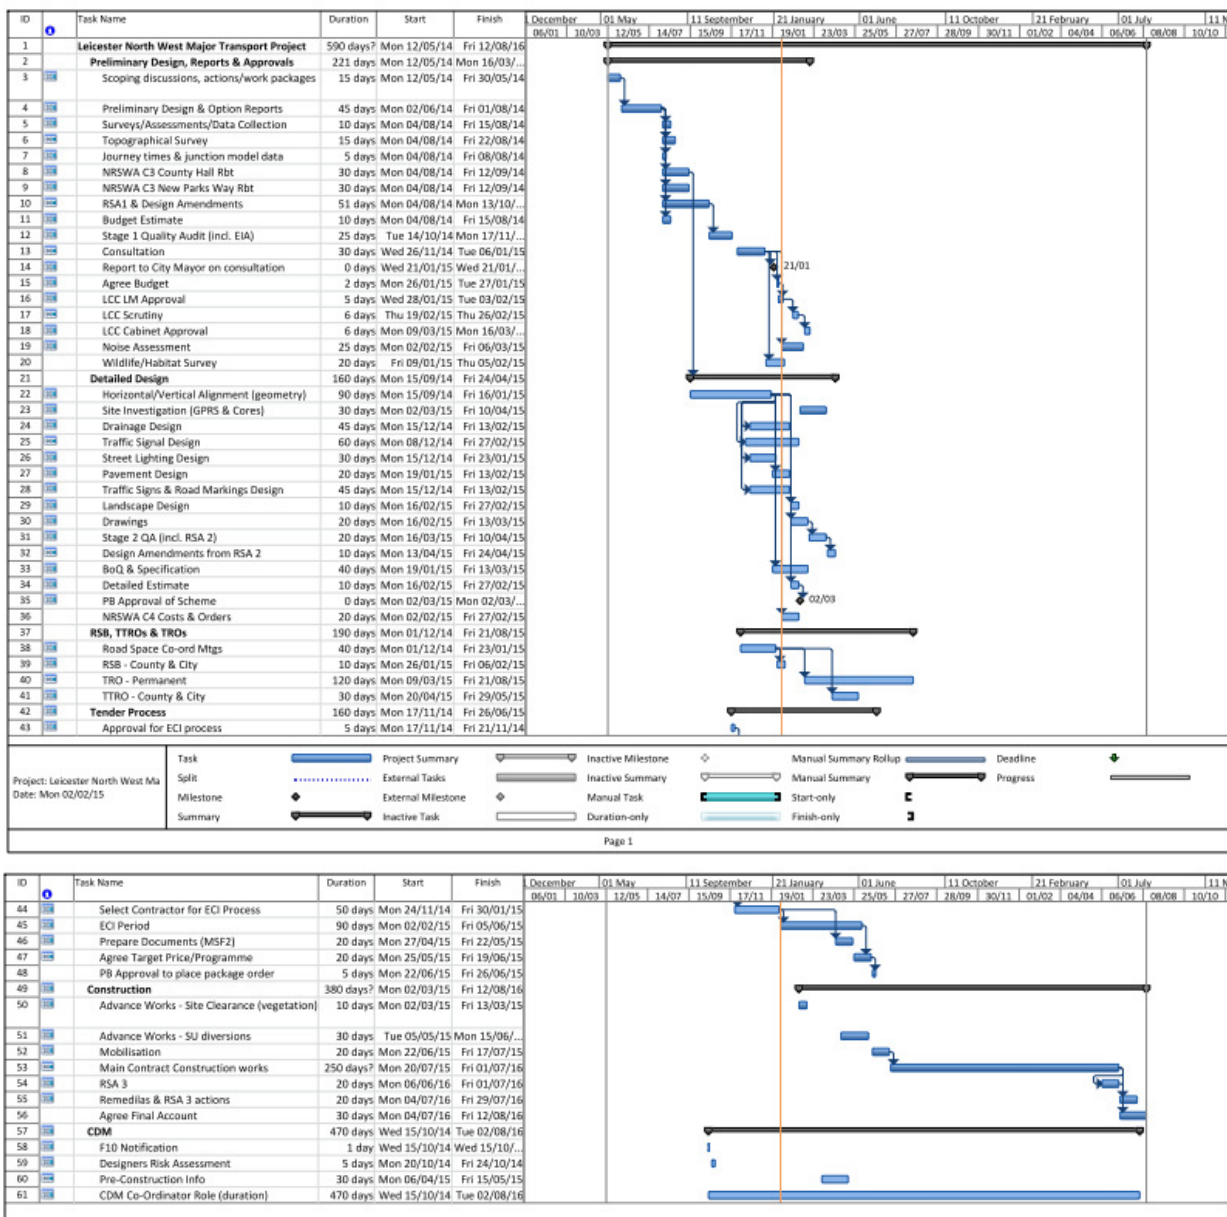 ID Task Name Duration Start Finish December 01 May 11 September 21 January 01 June 11 October 21 February 01 July 11 N
06/01 10/03 12/05 14/07 15/09 17/11 19/01 23/03 25/05 27/07 28/09 30/11 01/02 04/04 06/06 08/08 10/10
1 Leicester North West Major Transport Project 590 days? Mon 12/05/14 Fri 12/08/16
2 Preliminary Design, Reports & Approvals 221 days Mon 12/05/14 Mon 16/03/...
3 Scoping discussions, actions/work packages 15 days Mon 12/05/14 Fri 30/05/14
4 Preliminary Design & Option Reports 45 days Mon 02/06/14 Fri 01/08/14
5 Surveys/Assessments/Data Collection 10 days Mon 04/08/14 Fri 15/08/14
6 Topographical Survey 15 days Mon 04/08/14 Fri 22/08/14
7 Journey times & junction model data 5 days Mon 04/08/14 Fri 08/08/14
8 NRSWA C3 County Hall Rbt 30 days Mon 04/08/14 Fri 12/09/14
9 NRSWA C3 New Parks Way Rbt 30 days Mon 04/08/14 Fri 12/09/14
10 RSA1 & Design Amendments 51 days Mon 04/08/14 Mon 13/10/...
11 Budget Estimate 10 days Mon 04/08/14 Fri 15/08/14
12 Stage 1 Quality Audit (incl. EIA) 25 days Tue 14/10/14 Mon 17/11/...
13 Consultation 30 days Wed 26/11/14 Tue 06/01/15
14 Report to City Mayor on consultation 0 days Wed 21/01/15 Wed 21/01/... 21/01
15 Agree Budget 2 days Mon 26/01/15 Tue 27/01/15
16 LCC LM Approval 5 days Wed 28/01/15 Tue 03/02/15
17 LCC Scrutiny 6 days Thu 19/02/15 Thu 26/02/15
18 LCC Cabinet Approval 6 days Mon 09/03/15 Mon 16/03/...
19 Noise Assessment 25 days Mon 02/02/15 Fri 06/03/15
20 Wildlife/Habitat Survey 20 days Fri 09/01/15 Thu 05/02/15
21 Detailed Design 160 days Mon 15/09/14 Fri 24/04/15
22 Horizontal/Vertical Alignment (geometry) 90 days Mon 15/09/14 Fri 16/01/15
23 Site Investigation (GPRS & Cores) 30 days Mon 02/03/15 Fri 10/04/15
24 Drainage Design 45 days Mon 15/12/14 Fri 13/02/15
25 Traffic Signal Design 60 days Mon 08/12/14 Fri 27/02/15
26 Street Lighting Design 30 days Mon 15/12/14 Fri 23/01/15
27 Pavement Design 20 days Mon 19/01/15 Fri 13/02/15
28 Traffic Signs & Road Markings Design 45 days Mon 15/12/14 Fri 13/02/15
29 Landscape Design 10 days Mon 16/02/15 Fri 27/02/15
30 Drawings 20 days Mon 16/02/15 Fri 13/03/15
31 Stage 2 QA (incl. RSA 2) 20 days Mon 16/03/15 Fri 10/04/15
32 Design Amendments from RSA 2 10 days Mon 13/04/15 Fri 24/04/15
33 BoQ & Specification 40 days Mon 19/01/15 Fri 13/03/15
34 Detailed Estimate 10 days Mon 16/02/15 Fri 27/02/15
35 PB Approval of Scheme 0 days Mon 02/03/15 Mon 02/03/... 02/03
36 NRSWA C4 Costs & Orders 20 days Mon 02/02/15 Fri 27/02/15
37 RSB, TTROs & TROs 190 days Mon 01/12/14 Fri 21/08/15
38 Road Space Co-ord Mtgs 40 days Mon 01/12/14 Fri 23/01/15
39 RSB - County & City 10 days Mon 26/01/15 Fri 06/02/15
40 TRO - Permanent 120 days Mon 09/03/15 Fri 21/08/15
41 TTRO - County & City 30 days Mon 20/04/15 Fri 29/05/15
42 Tender Process 160 days Mon 17/11/14 Fri 26/06/15
43 Approval for ECI process 5 days Mon 17/11/14 Fri 21/11/14
Project: Leicester North West Ma
Date: Mon 02/02/15
Task Project Summary Inactive Milestone Manual Summary Rollup Deadline
Split External Tasks Inactive Summary Manual Summary Progress
Milestone External Milestone Manual Task Start-only
Summary Inactive Task Duration-only Finish-only
Page 1
ID Task Name Duration Start Finish December 01 May 11 September 21 January 01 June 11 October 21 February 01 July 11 N
06/01 10/03 12/05 14/07 15/09 17/11 19/01 23/03 25/05 27/07 28/09 30/11 01/02 04/04 06/06 08/08 10/10
44 Select Contractor for ECI Process 50 days Mon 24/11/14 Fri 30/01/15
45 ECI Period 90 days Mon 02/02/15 Fri 05/06/15
46 Prepare Documents (MSF2) 20 days Mon 27/04/15 Fri 22/05/15
47 Agree Target Price/Programme 20 days Mon 25/05/15 Fri 19/06/15
48 PB Approval to place package order 5 days Mon 22/06/15 Fri 26/06/15
49 Construction 380 days? Mon 02/03/15 Fri 12/08/16
50 Advance Works - Site Clearance (vegetation) 10 days Mon 02/03/15 Fri 13/03/15
51 Advance Works - SU diversions 30 days Tue 05/05/15 Mon 15/06/...
52 Mobilisation 20 days Mon 22/06/15 Fri 17/07/15
53 Main Contract Construction works 250 days? Mon 20/07/15 Fri 01/07/16
54 RSA 3 20 days Mon 06/06/16 Fri 01/07/16
55 Remedilas & RSA 3 actions 20 days Mon 04/07/16 Fri 29/07/16
56 Agree Final Account 30 days Mon 04/07/16 Fri 12/08/16
57 CDM 470 days Wed 15/10/14 Tue 02/08/16
58 F10 Notification 1 day Wed 15/10/14 Wed 15/10/...
59 Designers Risk Assessment 5 days Mon 20/10/14 Fri 24/10/14
60 Pre-Construction Info 30 days Mon 06/04/15 Fri 15/05/15
61 CDM Co-Ordinator Role (duration) 470 days Wed 15/10/14 Tue 02/08/16